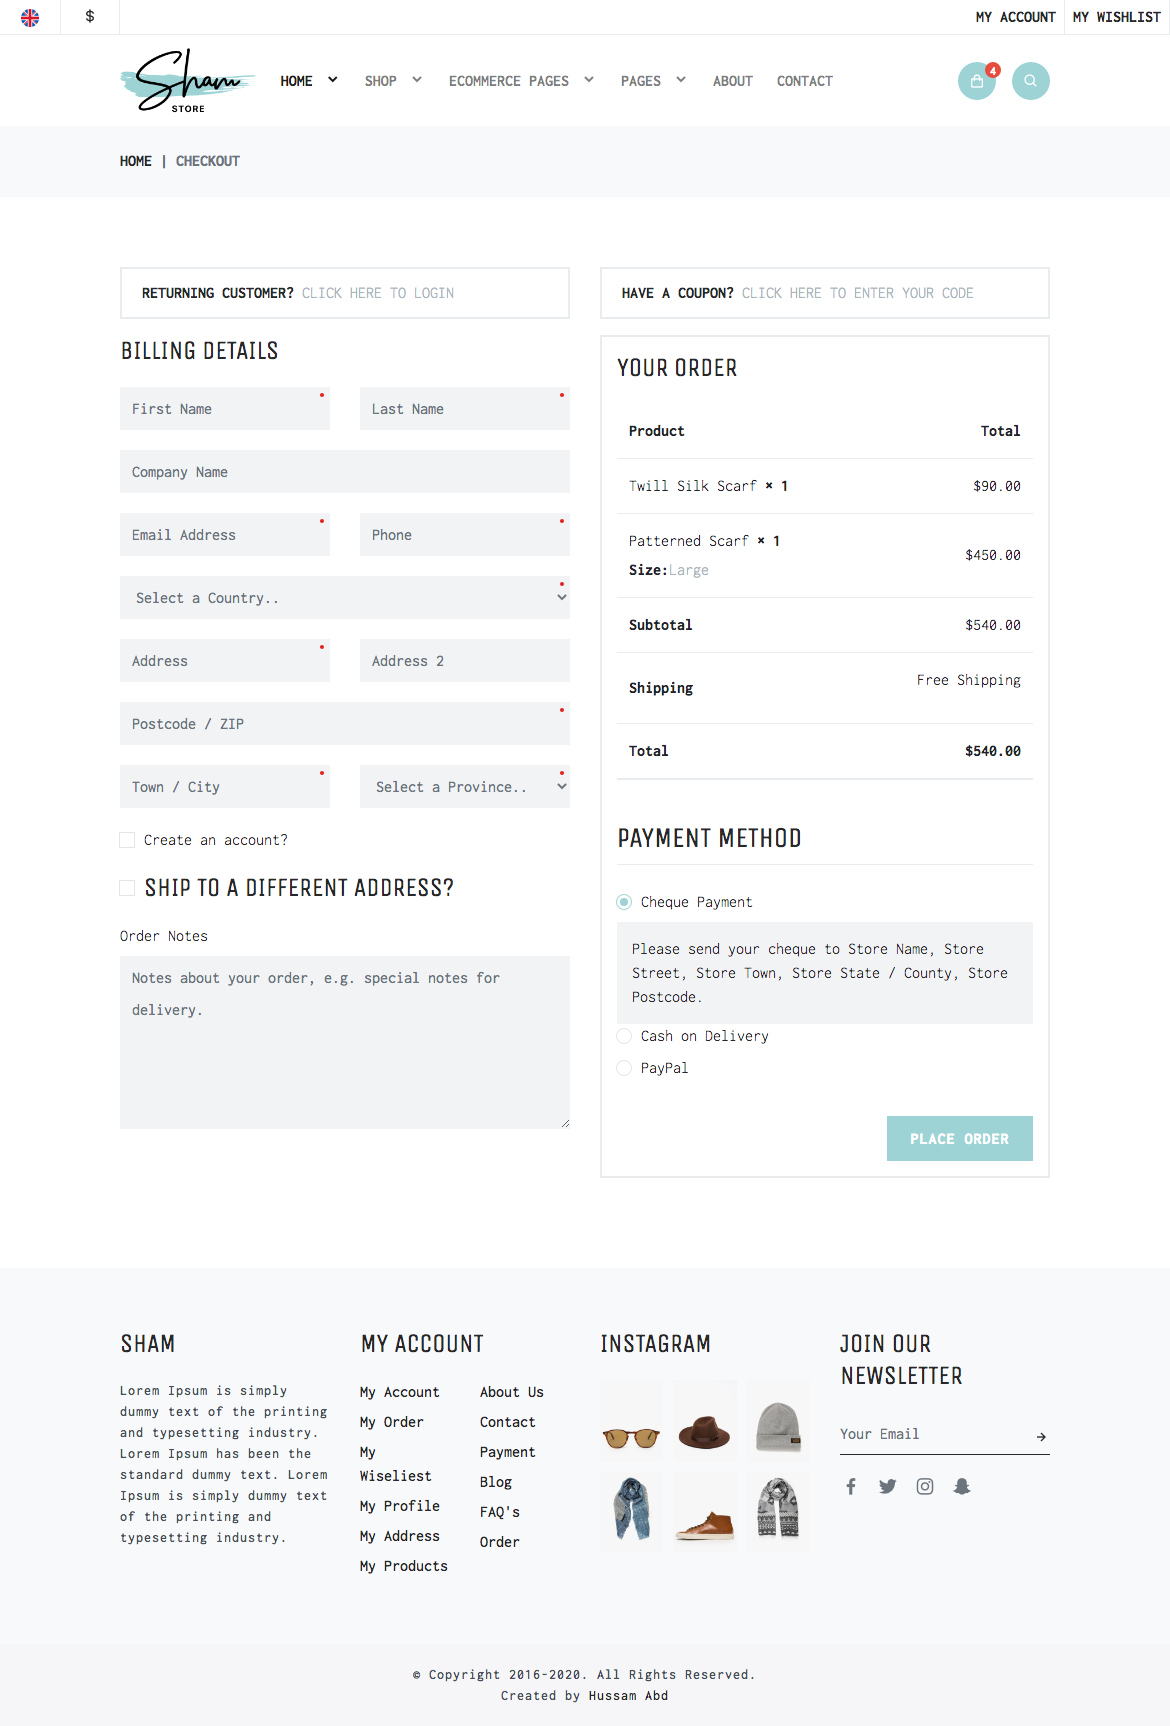 $
MY ACCOUNT
MY WISHLIST
Sham
STORE
HOME
SHOP
ECOMMERCE PAGES
PAGES
ABOUT
CONTACT
4
HOME | CHECKOUT
RETURNING CUSTOMER? CLICK HERE TO LOGIN
BILLING DETAILS
First Name
Last Name
Company Name
Email Address
Phone
Select a Country..
Address
Address 2
Postcode / ZIP
Town / City
Select a Province..
Create an account?
SHIP TO A DIFFERENT ADDRESS?
Order Notes
Notes about your order, e.g. special notes for
delivery.
HAVE A COUPON? CLICK HERE TO ENTER YOUR CODE
YOUR ORDER
Product Total
Twill Silk Scarf × 1 $90.00
Patterned Scarf × 1
Size:Large
$450.00
Subtotal $540.00
Shipping Free Shipping
Total $540.00
PAYMENT METHOD
Cheque Payment
Please send your cheque to Store Name, Store
Street, Store Town, Store State / County, Store
Postcode.
Cash on Delivery
PayPal
PLACE ORDER
SHAM
Lorem Ipsum is simply
dummy text of the printing
and typesetting industry.
Lorem Ipsum has been the
standard dummy text. Lorem
Ipsum is simply dummy text
of the printing and
typesetting industry.
MY ACCOUNT
My Account
My Order
My
Wiseliest
My Profile
My Address
My Products
About Us
Contact
Payment
Blog
FAQ's
Order
INSTAGRAM
JOIN OUR
NEWSLETTER
Your Email
© Copyright 2016-2020. All Rights Reserved.
Created by Hussam Abd